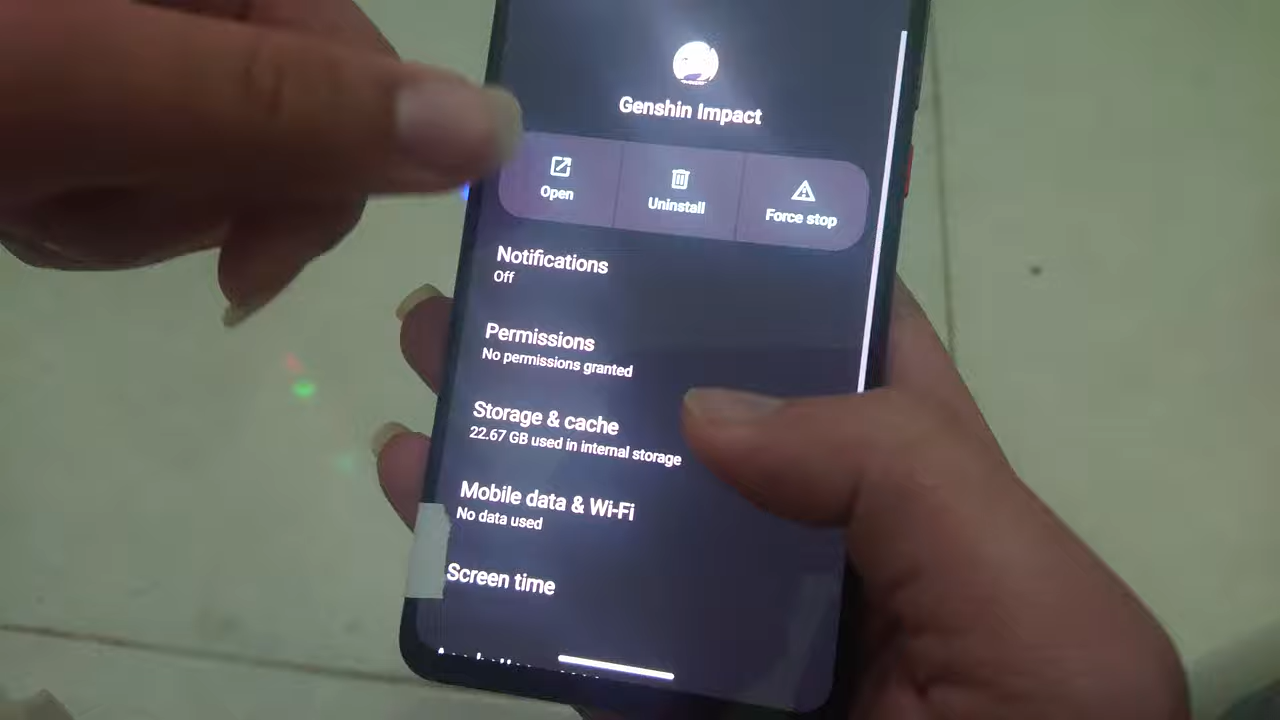 Genshin Impact
Open
Uninstall
Force stop
Notifications
Off
Permissions
No permissions granted
Storage & cache
22.67 GB used in internal storage
Mobile data & Wi-Fi
No data used
Screen time